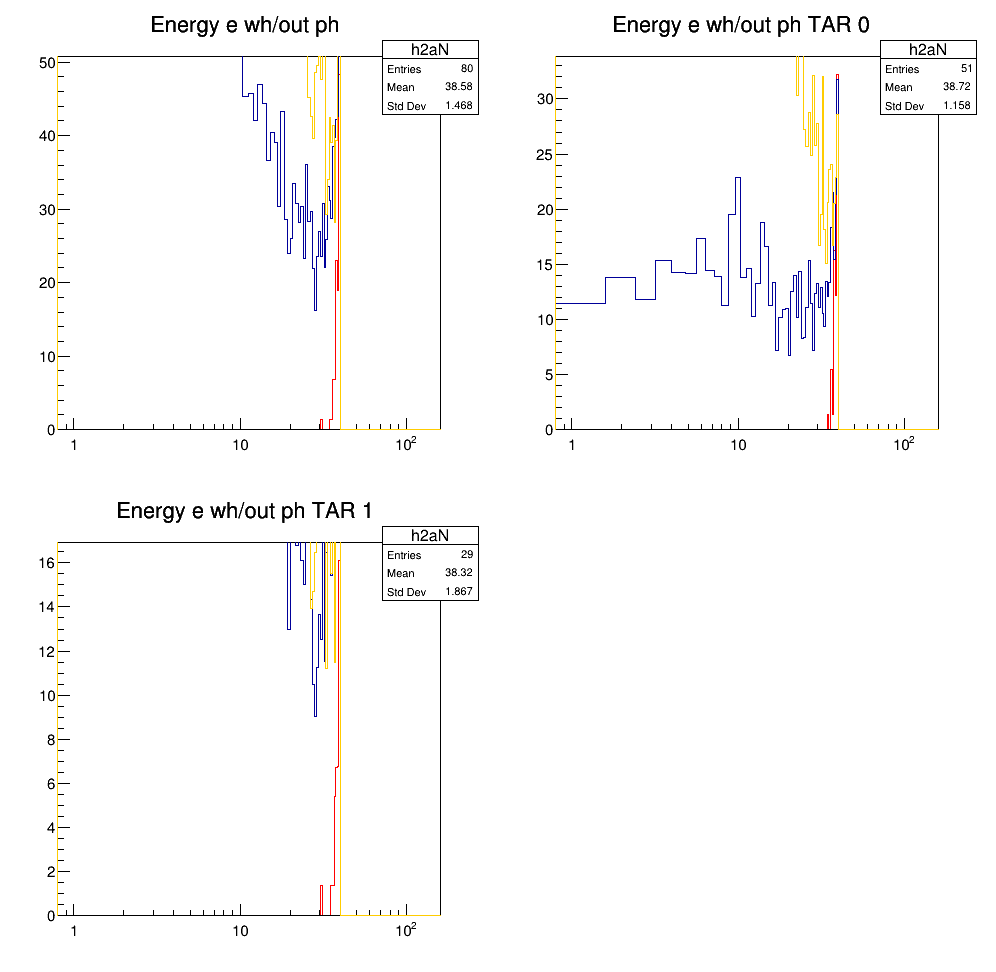 Energy e wh/out ph
h2aN
Entries 80
Mean 38.58
Std Dev 1.468
50
40
30
20
10
0
1
10
10²
Energy e wh/out ph TAR 0
h2aN
Entries 51
Mean 38.72
Std Dev 1.158
30
25
20
15
10
5
0
1
10
10²
Energy e wh/out ph TAR 1
h2aN
Entries 29
Mean 38.32
Std Dev 1.867
16
14
12
10
8
6
4
2
0
1
10
10²